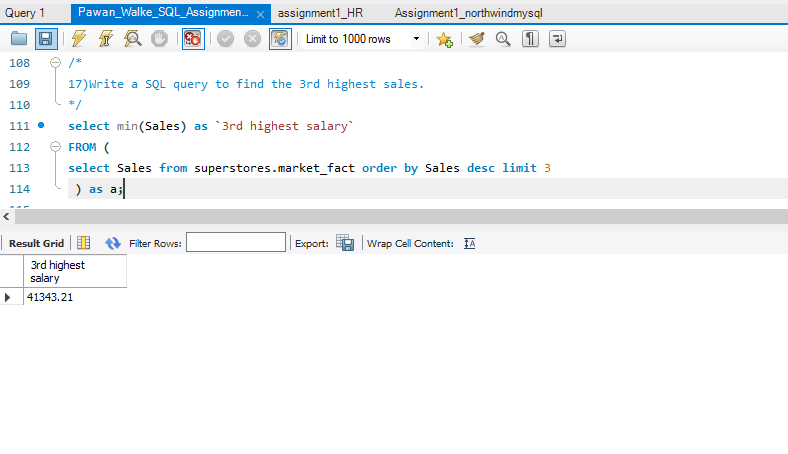 Query 1
Pawan_Walke_SQL_Assignmen...
assignment1_HR
Assignment1_northwindmysql
Limit to 1000 rows
108 /*
109 17)Write a SQL query to find the 3rd highest sales.
110 */
111 select min(Sales) as `3rd highest salary`
112 FROM (
113 select Sales from superstores.market_fact order by Sales desc limit 3
114 ) as a;
Result Grid
Filter Rows:
Export:
Wrap Cell Content:
3rd highest
salary
41343.21